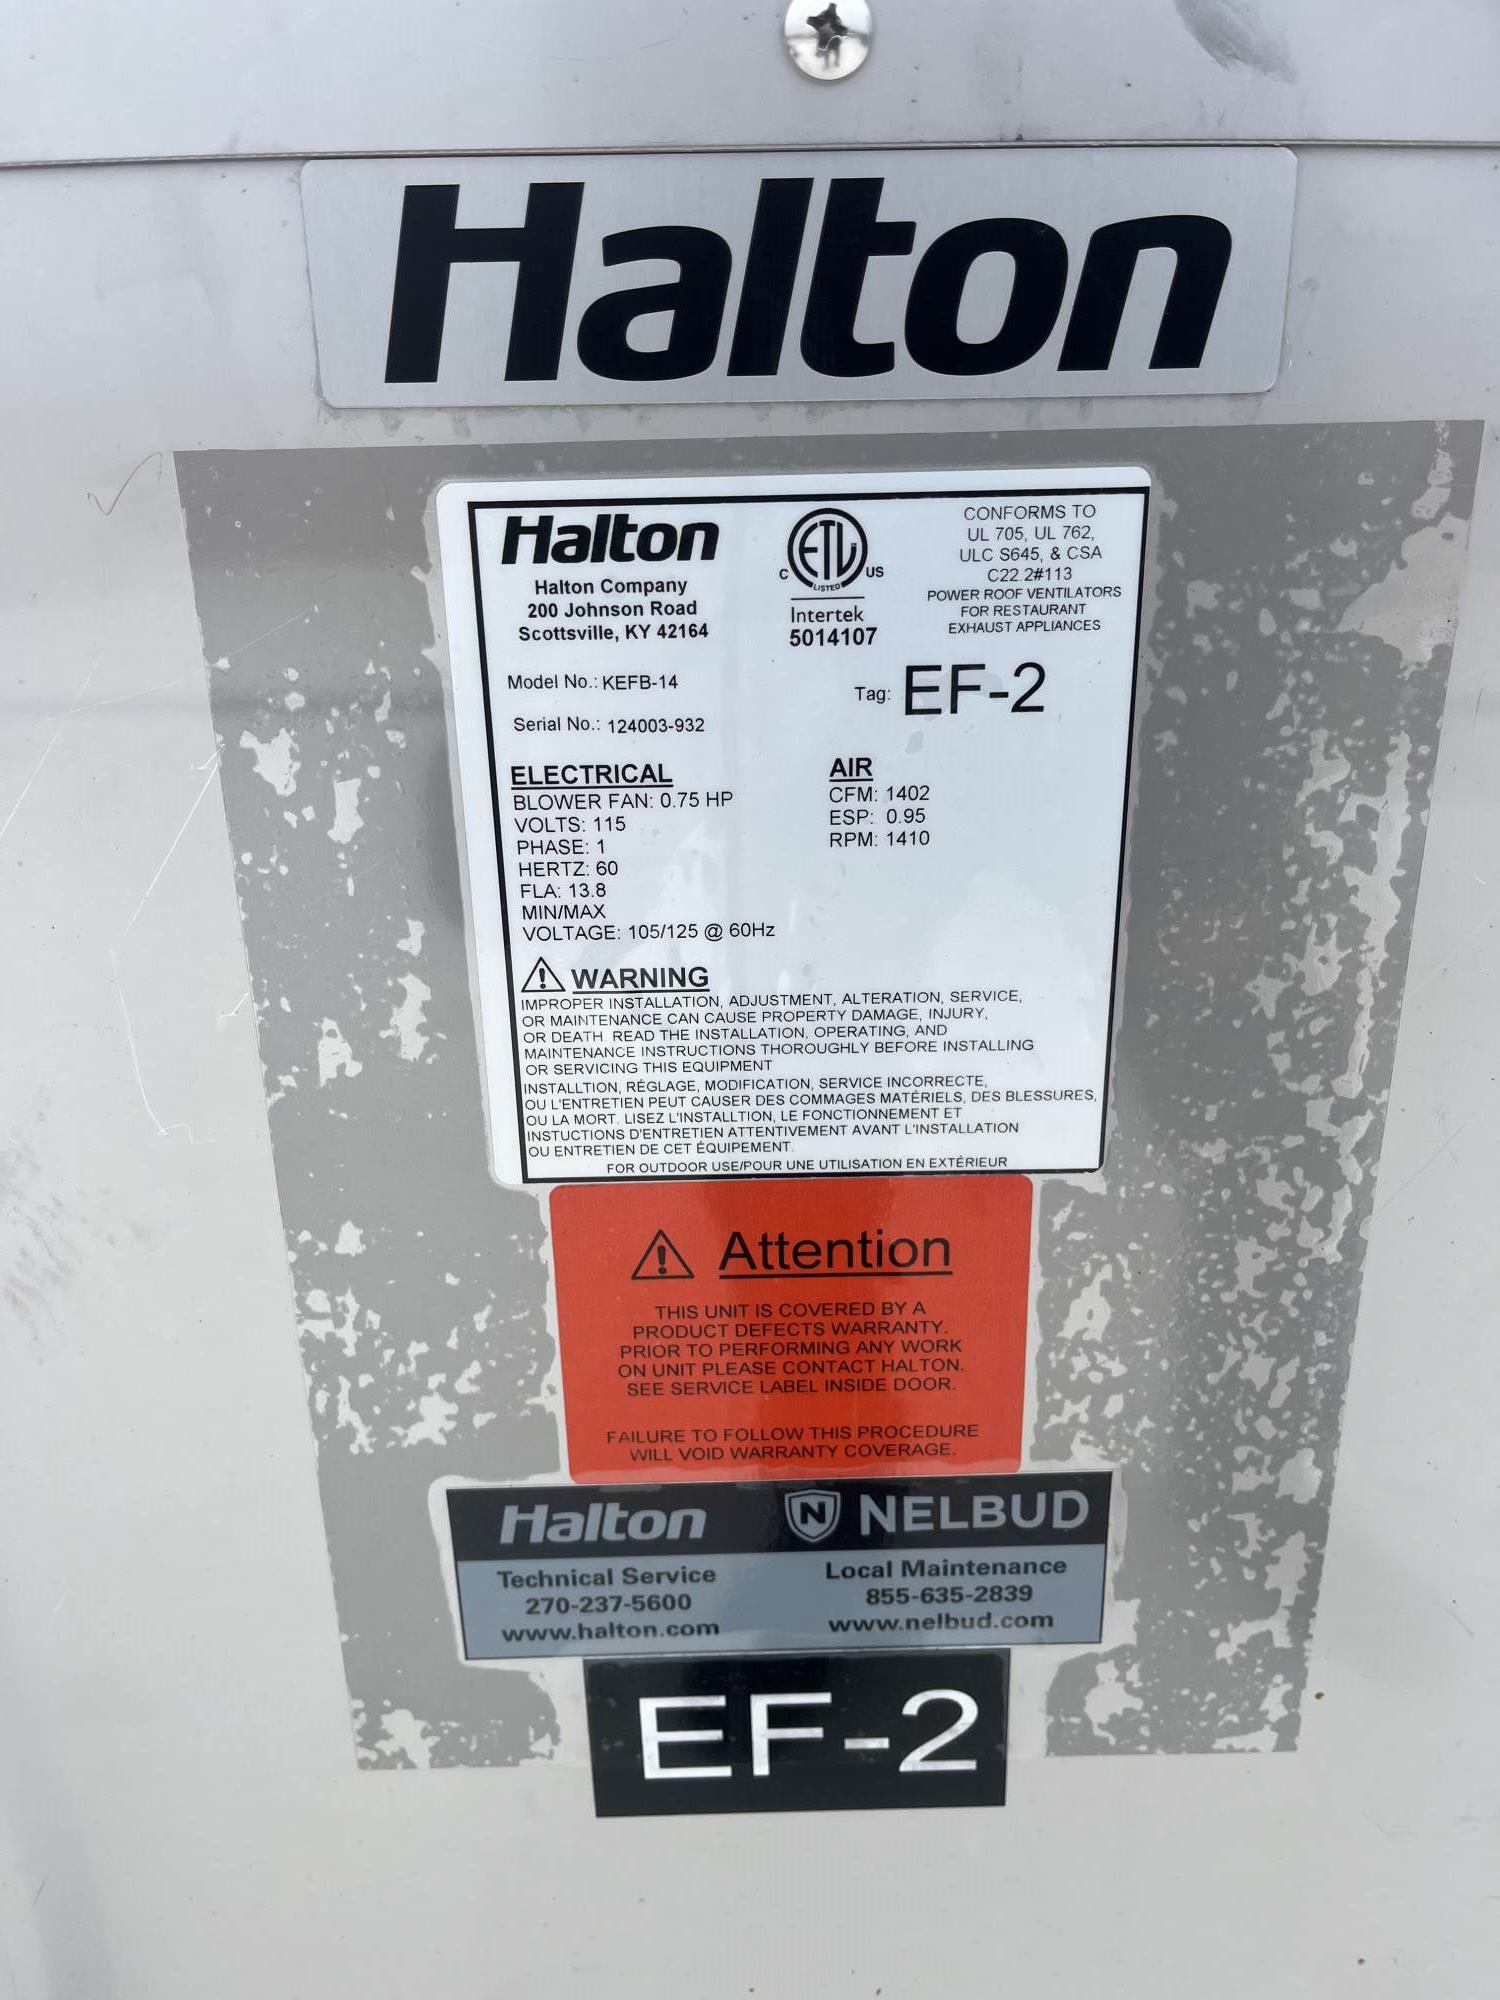 Halton
Halton
Halton Company
200 Johnson Road
Scottsville, KY 42164
C ETL US
LISTED
Intertek
5014107
CONFORMS TO
UL 705, UL 762,
ULC S645, & CSA
C22.2#113
POWER ROOF VENTILATORS
FOR RESTAURANT
EXHAUST APPLIANCES
Model No.: KEFB-14
Tag: EF-2
Serial No.: 124003-932
ELECTRICAL
BLOWER FAN: 0.75 HP
VOLTS: 115
PHASE: 1
HERTZ: 60
FLA: 13.8
MIN/MAX
VOLTAGE: 105/125 @ 60Hz
AIR
CFM: 1402
ESP: 0.95
RPM: 1410
WARNING
IMPROPER INSTALLATION, ADJUSTMENT, ALTERATION, SERVICE,
OR MAINTENANCE CAN CAUSE PROPERTY DAMAGE, INJURY,
OR DEATH. READ THE INSTALLATION, OPERATING, AND
MAINTENANCE INSTRUCTIONS THOROUGHLY BEFORE INSTALLING
OR SERVICING THIS EQUIPMENT
INSTALLTION, RÉGLAGE, MODIFICATION, SERVICE INCORRECTE,
OU L'ENTRETIEN PEUT CAUSER DES COMMAGES MATÉRIELS, DES BLESSURES,
OU LA MORT. LISEZ L'INSTALLTION, LE FONCTIONNEMENT ET
INSTUCTIONS D'ENTRETIEN ATTENTIVEMENT AVANT L'INSTALLATION
OU ENTRETIEN DE CET ÉQUIPEMENT.
FOR OUTDOOR USE/POUR UNE UTILISATION EN EXTÉRIEUR
Attention
THIS UNIT IS COVERED BY A
PRODUCT DEFECTS WARRANTY.
PRIOR TO PERFORMING ANY WORK
ON UNIT PLEASE CONTACT HALTON.
SEE SERVICE LABEL INSIDE DOOR.
FAILURE TO FOLLOW THIS PROCEDURE
WILL VOID WARRANTY COVERAGE.
Halton
Technical Service
270-237-5600
www.halton.com
N NELBUD
Local Maintenance
855-635-2839
www.nelbud.com
EF-2